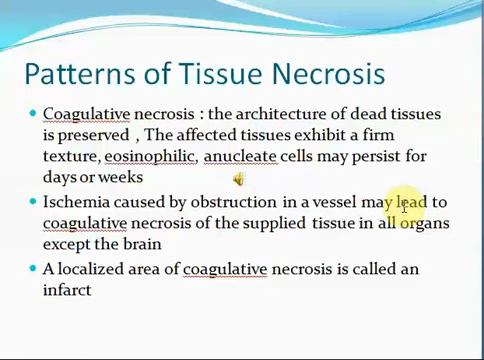 Patterns of Tissue Necrosis
Coagulative necrosis : the architecture of dead tissues
is preserved , The affected tissues exhibit a firm
texture, eosinophilic, anucleate cells may persist for
days or weeks
Ischemia caused by obstruction in a vessel may lead to
coagulative necrosis of the supplied tissue in all organs
except the brain
A localized area of coagulative necrosis is called an
infarct